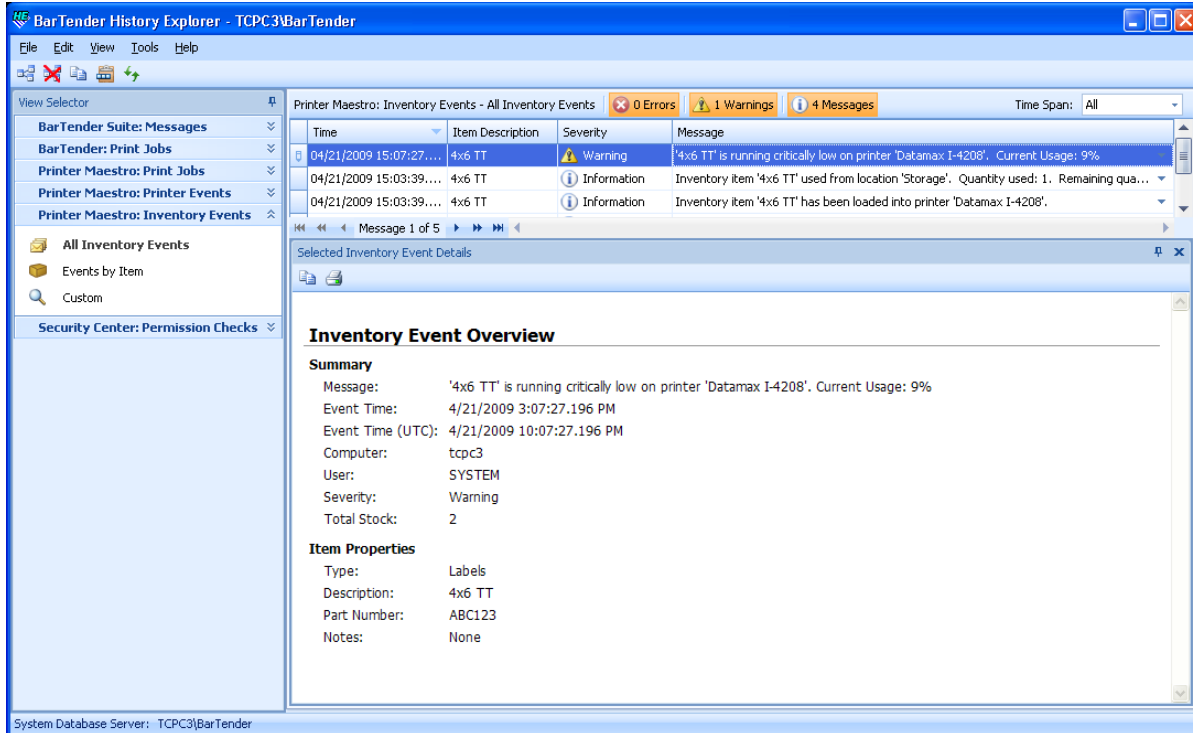 BarTender History Explorer - TCPC3\BarTender
File Edit View Tools Help
View Selector
BarTender Suite: Messages
BarTender: Print Jobs
Printer Maestro: Print Jobs
Printer Maestro: Printer Events
Printer Maestro: Inventory Events
All Inventory Events
Events by Item
Custom
Security Center: Permission Checks
Printer Maestro: Inventory Events - All Inventory Events 0 Errors 1 Warnings 4 Messages Time Span: All
Time Item Description Severity Message
04/21/2009 15:07:27.... 4x6 TT Warning '4x6 TT' is running critically low on printer 'Datamax I-4208'. Current Usage: 9%
04/21/2009 15:03:39.... 4x6 TT Information Inventory item '4x6 TT' used from location 'Storage'. Quantity used: 1. Remaining qua...
04/21/2009 15:03:39.... 4x6 TT Information Inventory item '4x6 TT' has been loaded into printer 'Datamax I-4208'.
Message 1 of 5
Selected Inventory Event Details
Inventory Event Overview
Summary
Message: '4x6 TT' is running critically low on printer 'Datamax I-4208'. Current Usage: 9%
Event Time: 4/21/2009 3:07:27.196 PM
Event Time (UTC): 4/21/2009 10:07:27.196 PM
Computer: tcpc3
User: SYSTEM
Severity: Warning
Total Stock: 2
Item Properties
Type: Labels
Description: 4x6 TT
Part Number: ABC123
Notes: None
System Database Server: TCPC3\BarTender